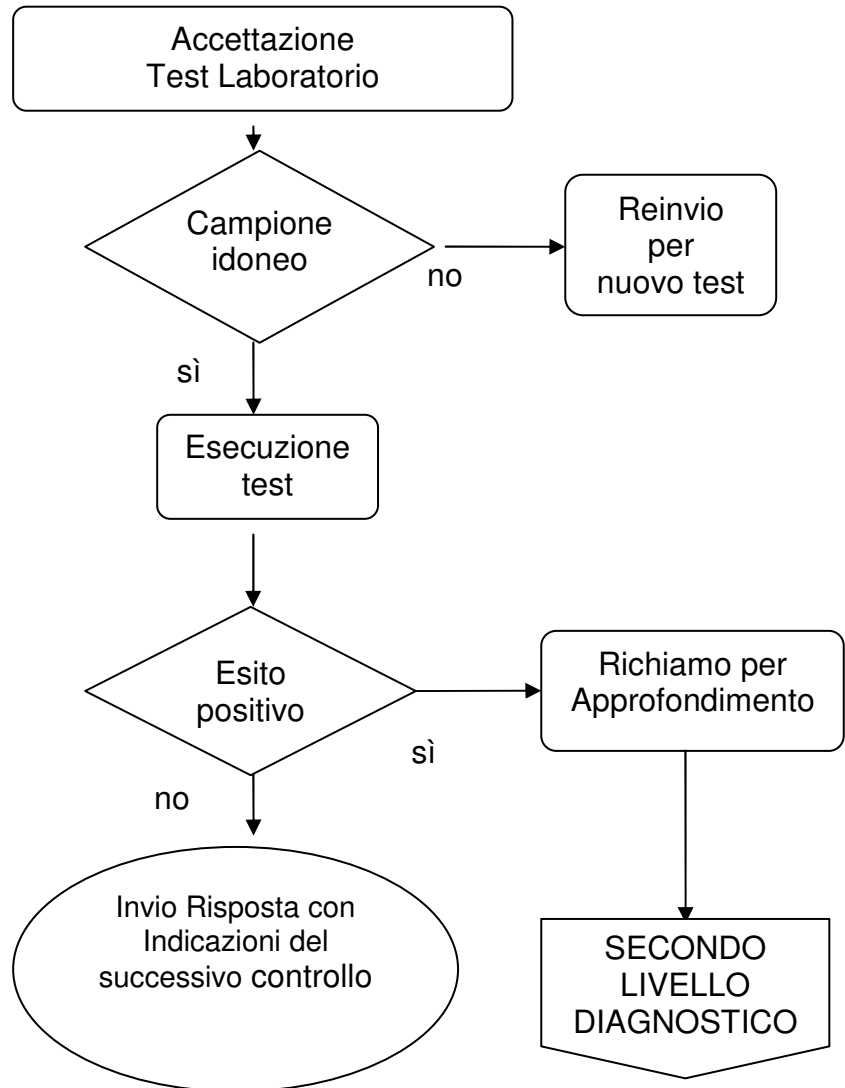 Accettazione
Test Laboratorio
Campione
idoneo
no
Reinvio
per
nuovo test
sì
Esecuzione
test
Esito
positivo
sì
Richiamo per
Approfondimento
no
Invio Risposta con
Indicazioni del
successivo controllo
SECONDO
LIVELLO
DIAGNOSTICO